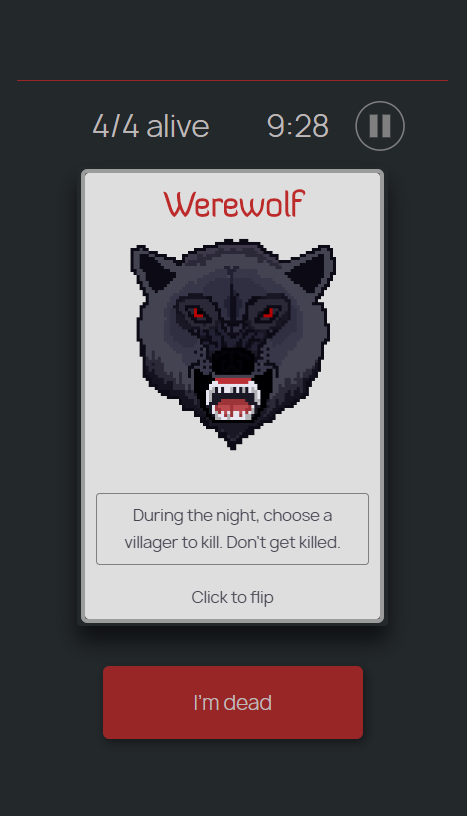 4/4 alive 9:28
Werewolf
During the night, choose a
villager to kill. Don't get killed.
Click to flip
I'm dead